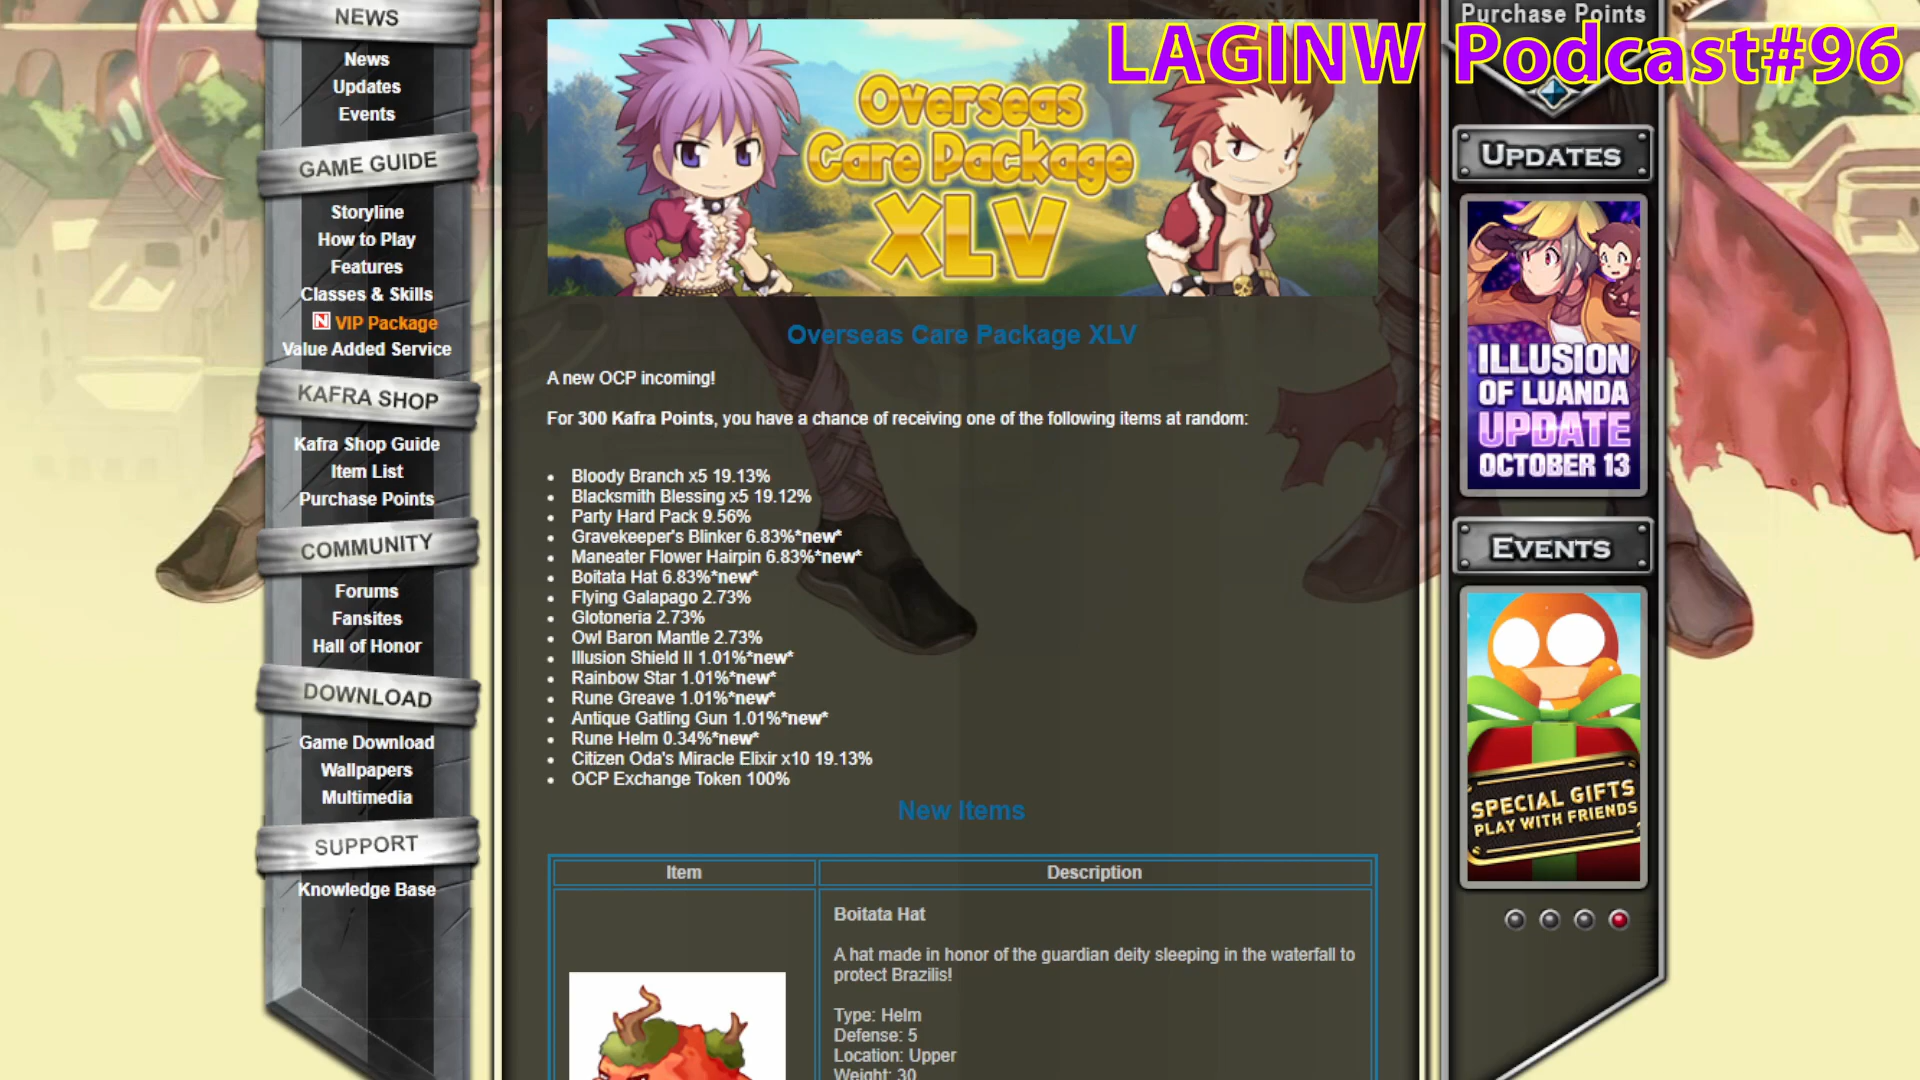 NEWS
News
Updates
Events
GAME GUIDE
Storyline
How to Play
Features
Classes & Skills
N VIP Package
Value Added Service
KAFRA SHOP
Kafra Shop Guide
Item List
Purchase Points
COMMUNITY
Forums
Fansites
Hall of Honor
DOWNLOAD
Game Download
Wallpapers
Multimedia
SUPPORT
Knowledge Base
Overseas
Care Package
XLV
Overseas Care Package XLV
A new OCP incoming!
For 300 Kafra Points, you have a chance of receiving one of the following items at random:
Bloody Branch x5 19.13%
Blacksmith Blessing x5 19.12%
Party Hard Pack 9.56%
Gravekeeper's Blinker 6.83%*new*
Maneater Flower Hairpin 6.83%*new*
Boitata Hat 6.83%*new*
Flying Galapago 2.73%
Glotoneria 2.73%
Owl Baron Mantle 2.73%
Illusion Shield II 1.01%*new*
Rainbow Star 1.01%*new*
Rune Greave 1.01%*new*
Antique Gatling Gun 1.01%*new*
Rune Helm 0.34%*new*
Citizen Oda's Miracle Elixir x10 19.13%
OCP Exchange Token 100%
New Items
Item Description
Boitata Hat
A hat made in honor of the guardian deity sleeping in the waterfall to
protect Brazilis!
Type: Helm
Defense: 5
Location: Upper
Weight: 30
Purchase Points
LAGINW Podcast#96
UPDATES
ILLUSION
OF LUANDA
UPDATE
OCTOBER 13
EVENTS
SPECIAL GIFTS
PLAY WITH FRIENDS